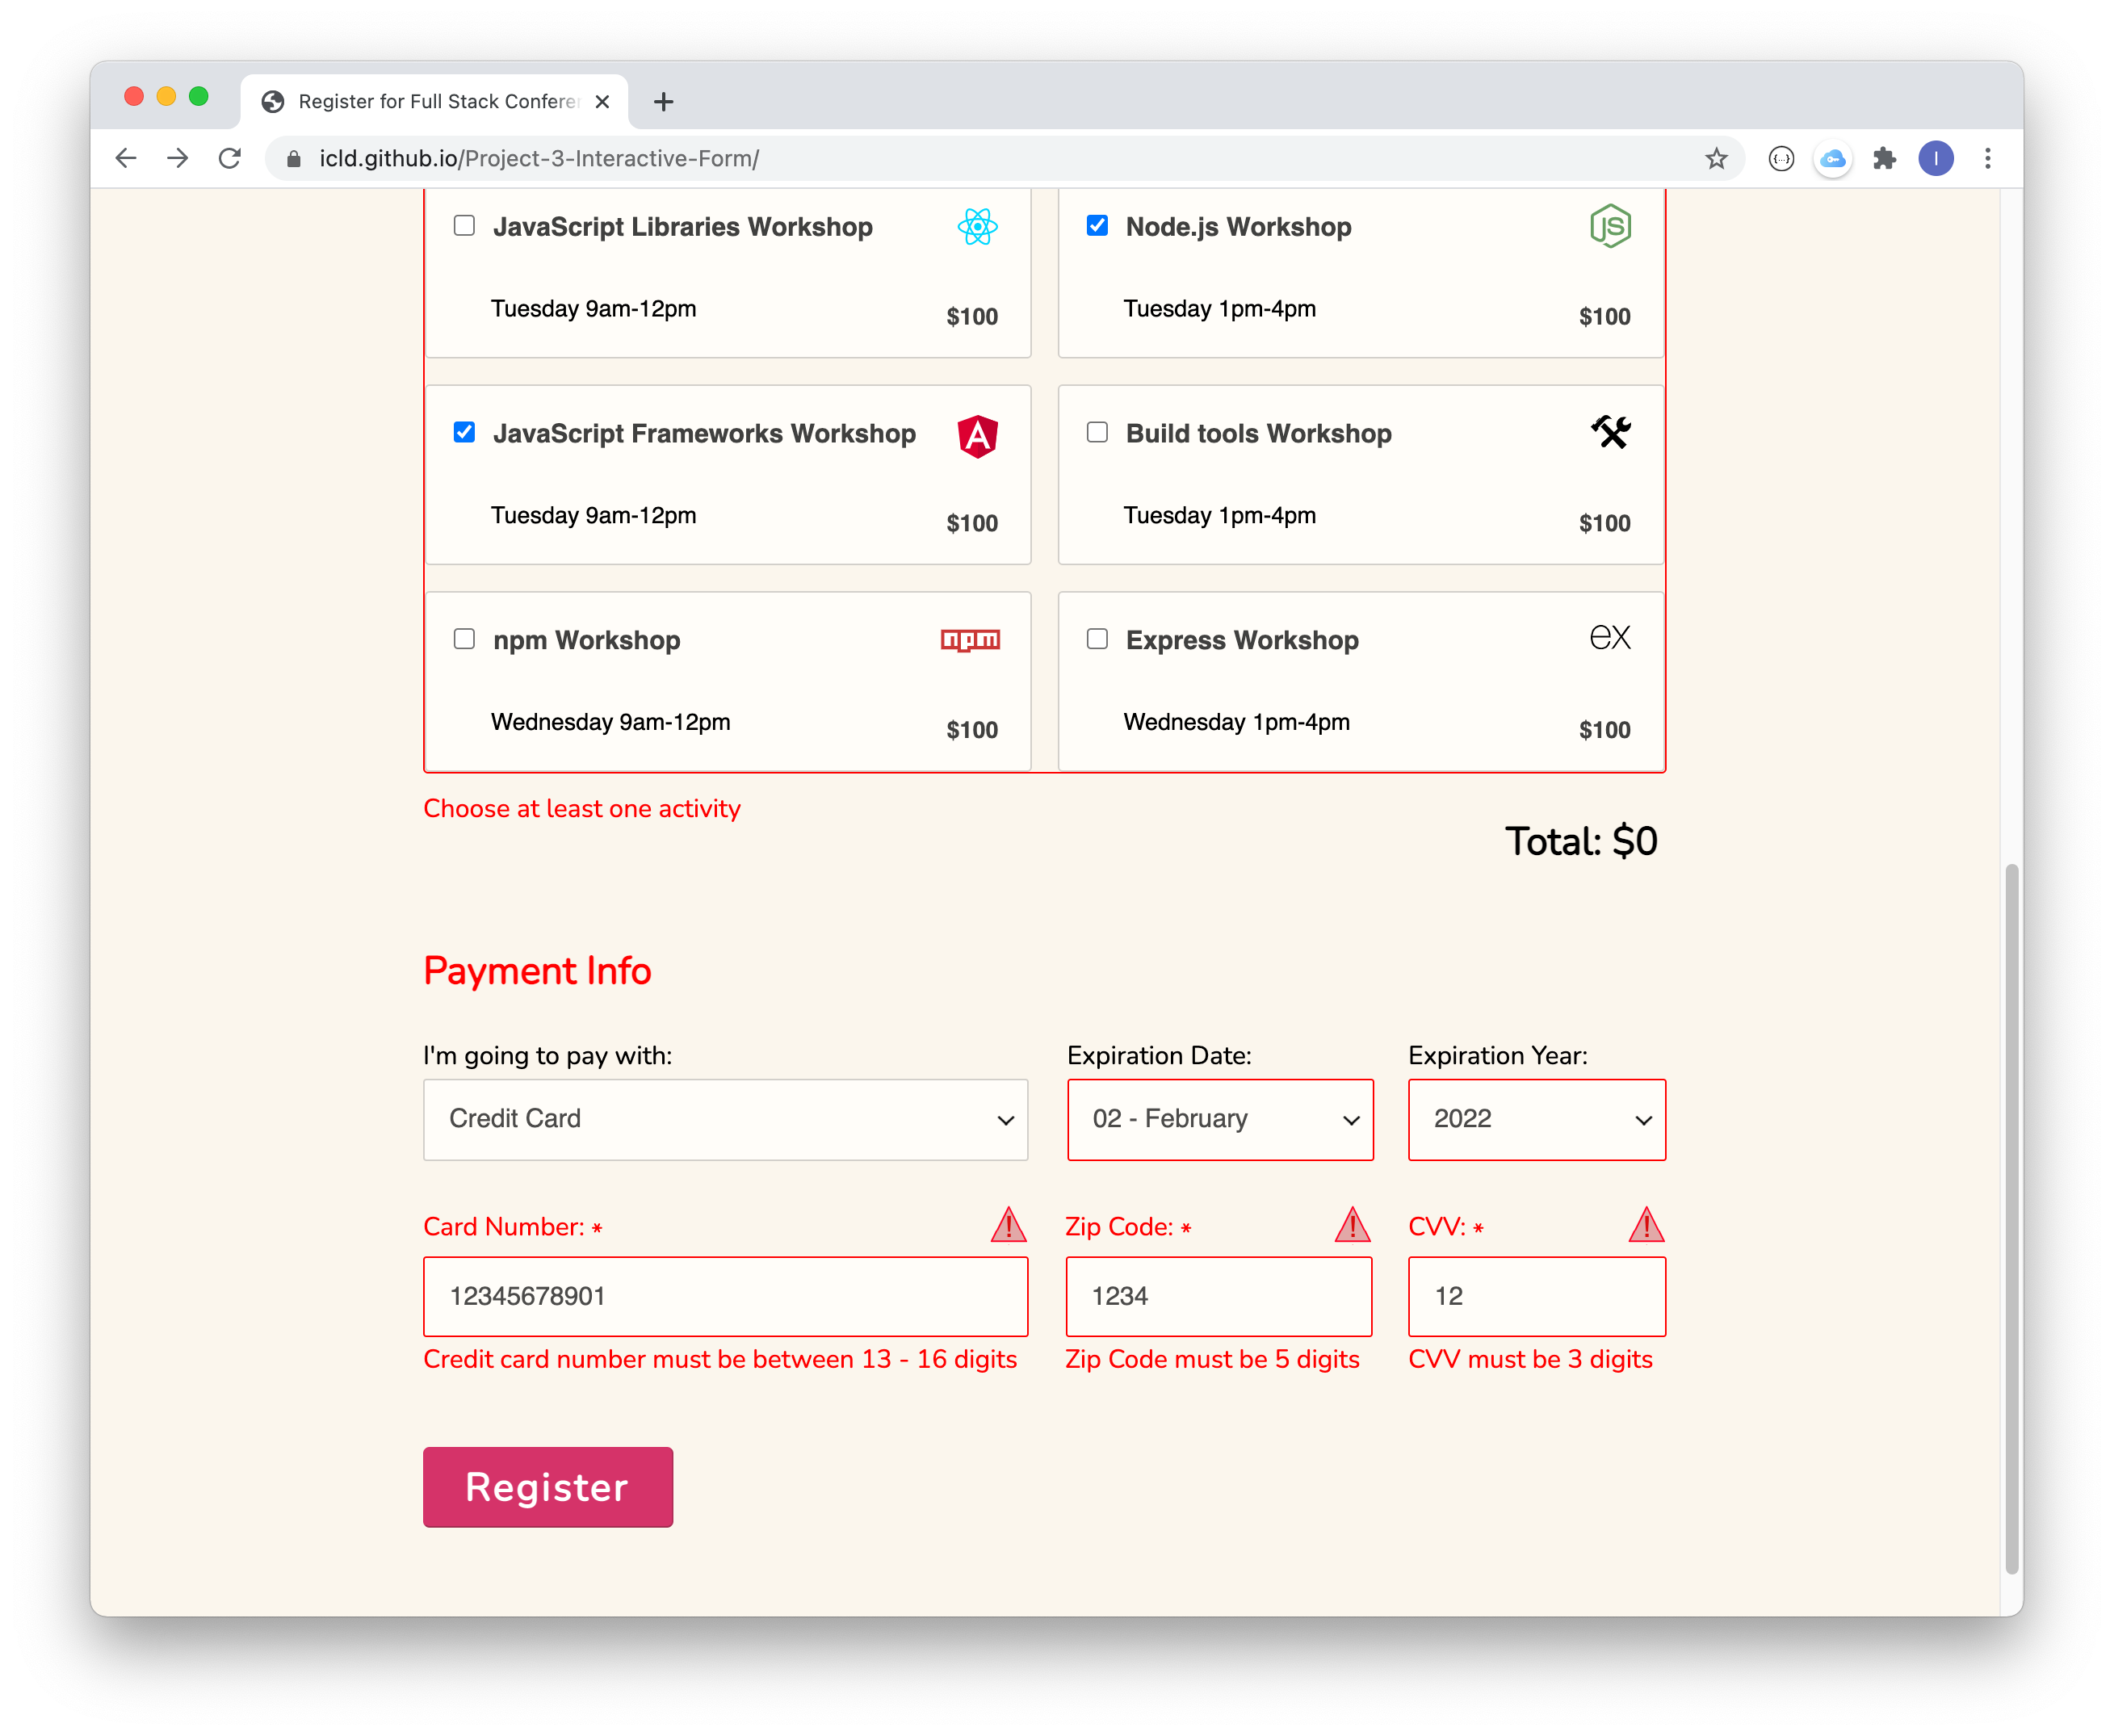 Register for Full Stack Conferen
icld.github.io/Project-3-Interactive-Form/
I
JavaScript Libraries Workshop
Tuesday 9am-12pm
$100
Node.js Workshop
JS
Tuesday 1pm-4pm
$100
JavaScript Frameworks Workshop
A
Tuesday 9am-12pm
$100
Build tools Workshop
Tuesday 1pm-4pm
$100
npm Workshop
npm
Wednesday 9am-12pm
$100
Express Workshop
ex
Wednesday 1pm-4pm
$100
Choose at least one activity
Total: $0
Payment Info
I'm going to pay with:
Expiration Date:
Expiration Year:
Credit Card
02 - February
2022
Card Number: *
Zip Code: *
CVV: *
12345678901
1234
12
Credit card number must be between 13 - 16 digits
Zip Code must be 5 digits
CVV must be 3 digits
Register